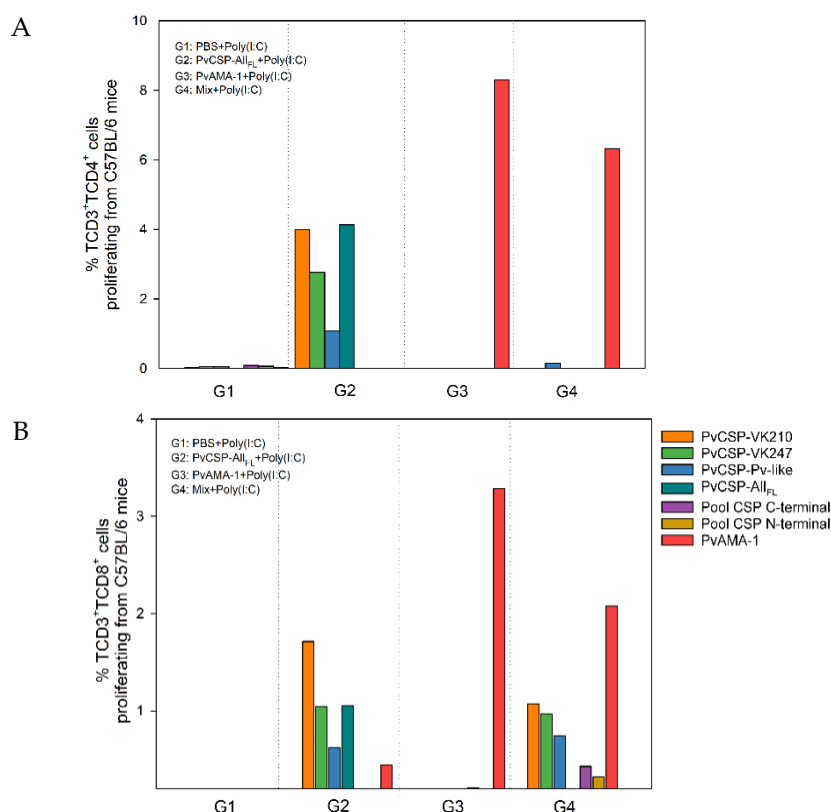 A
% TCD3+TCD4+ cells
proliferating from C57BL/6 mice
10
8
6
4
2
0
G1: PBS+Poly(I:C)
G2: PvCSP-AllFL+Poly(I:C)
G3: PvAMA-1+Poly(I:C)
G4: Mix+Poly(I:C)
G1 G2 G3 G4
B
% TCD3+TCD8+ cells
proliferating from C57BL/6 mice
4
3
2
1
G1: PBS+Poly(I:C)
G2: PvCSP-AllFL+Poly(I:C)
G3: PvAMA-1+Poly(I:C)
G4: Mix+Poly(I:C)
G1 G2 G3 G4
PvCSP-VK210
PvCSP-VK247
PvCSP-Pv-like
PvCSP-AllFL
Pool CSP C-terminal
Pool CSP N-terminal
PvAMA-1